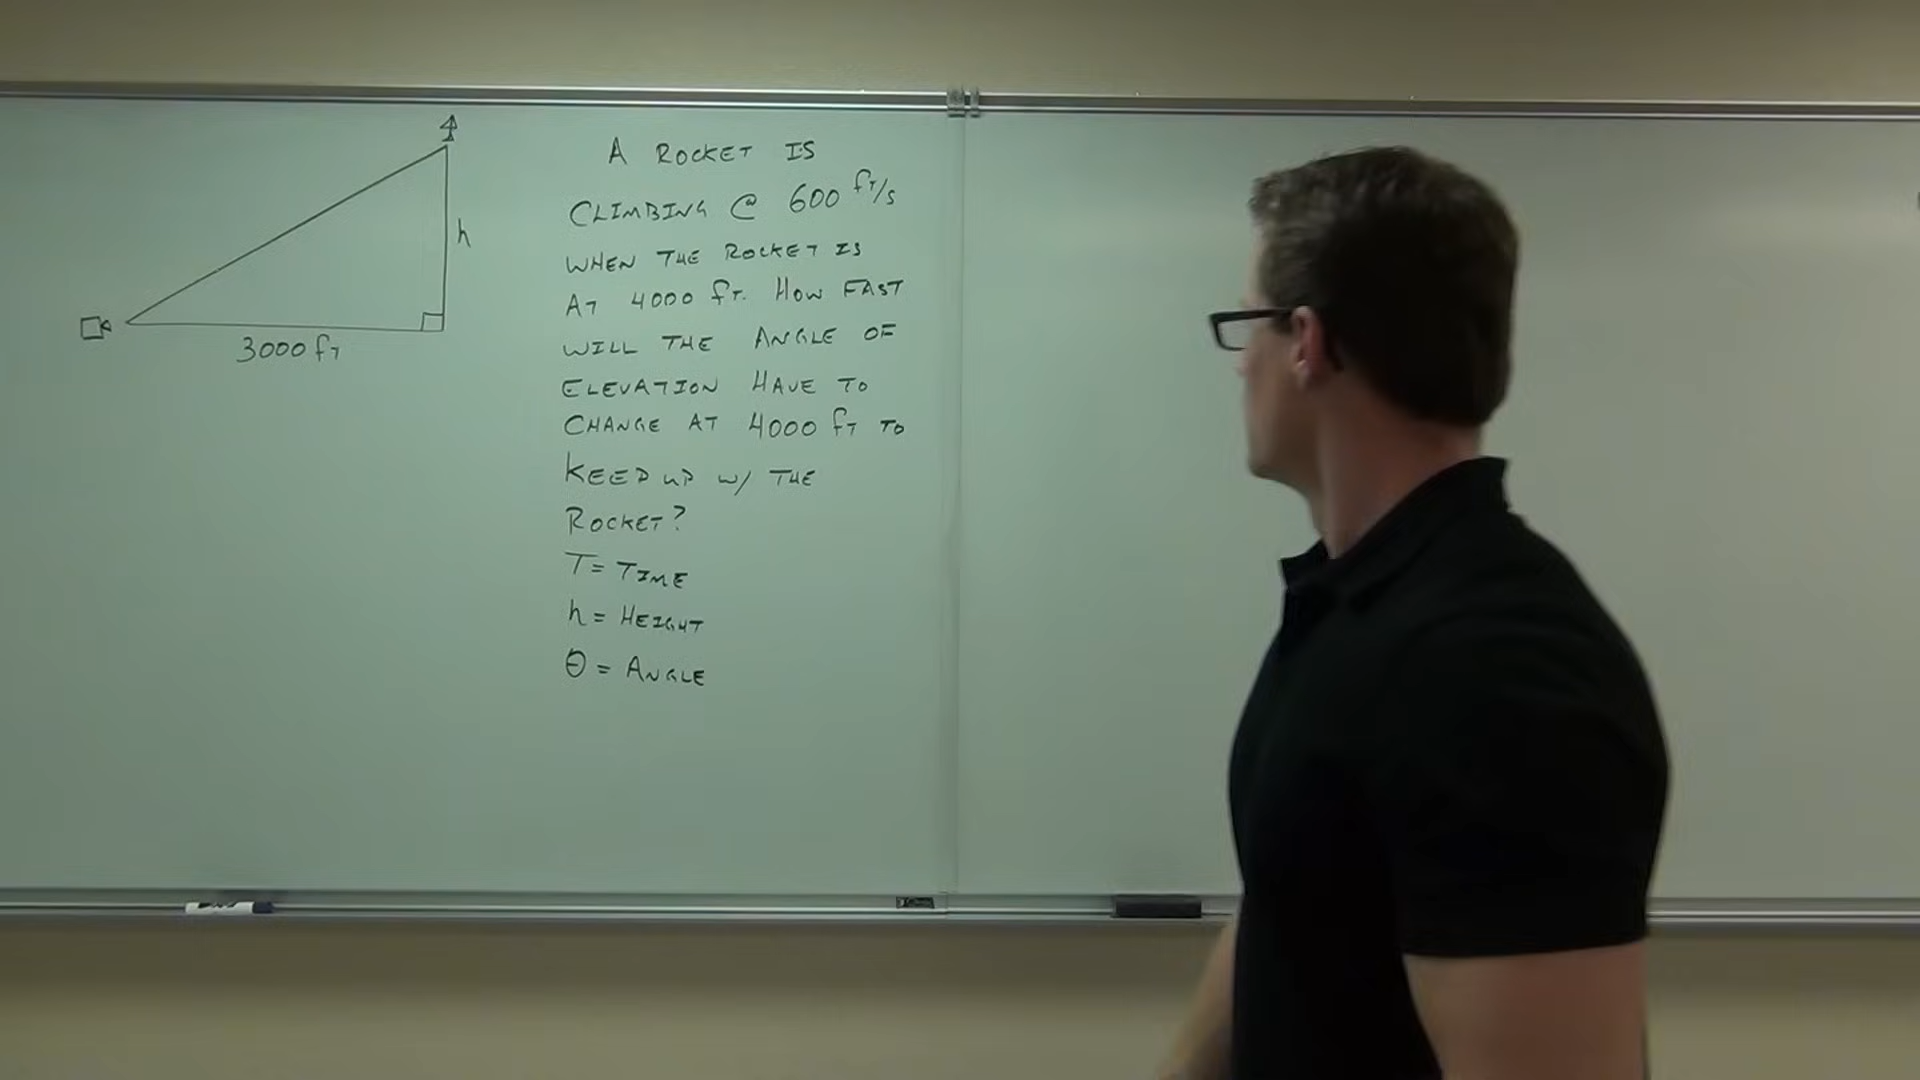 h
3000 ft
A ROCKET IS
CLIMBING @ 600 ft/s
WHEN THE ROCKET IS
AT 4000 ft. HOW FAST
WILL THE ANGLE OF
ELEVATION HAVE TO
CHANGE AT 4000 ft TO
KEEP UP W/ THE
ROCKET?
T = TIME
h = HEIGHT
θ = ANGLE